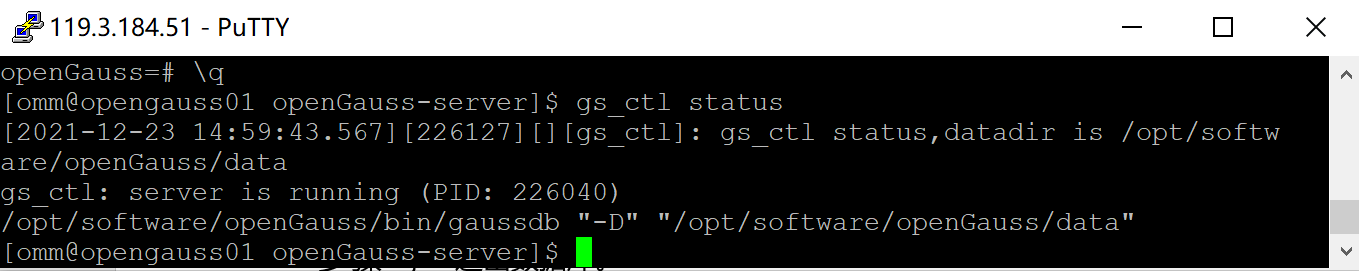 119.3.184.51 - PuTTY
openGauss=# \q
[omm@opengauss01 openGauss-server]$ gs_ctl status
[2021-12-23 14:59:43.567][226127][][gs_ctl]: gs_ctl status,datadir is /opt/softw
are/openGauss/data
gs_ctl: server is running (PID: 226040)
/opt/software/openGauss/bin/gaussdb "-D" "/opt/software/openGauss/data"
[omm@opengauss01 openGauss-server]$